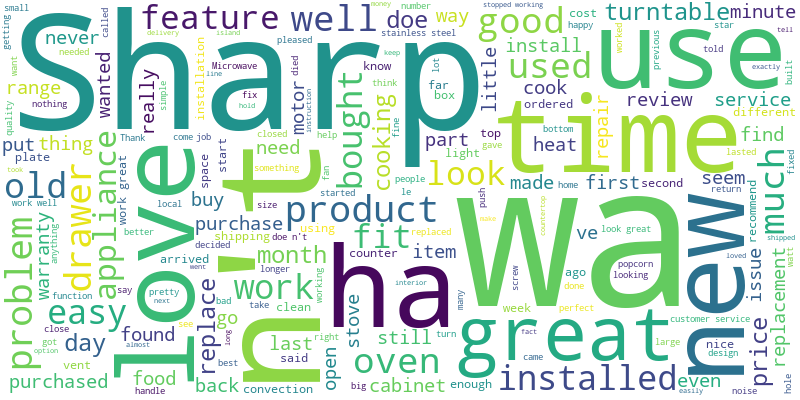 Sharp
wa
n't
love
ha
time
use
new
great
work
product
oven
look
good
used
well
feature
turntable
minute
old
drawer
appliance
problem
easy
day
installed
fit
bought
cooking
much
price
replacement
month
last
replace
found
purchased
purchase
buy
back
food
go
still
stove
open
cabinet
item
ve
made
heat
part
cook
install
little
doe
way
never
range
wanted
really
thing
put
motor
installation
need
first
second
seem
find
service
review
repair
issue
even
warranty
small
getting
called
needed
want
nothing
quality
plate
Thank
come
job
work great
work well
local
better
anything
function
say
pretty
next
close
got
option
handle
almost
vent
took
Microwave
fix
line
died
island
delivery
money
number
stainless steel
stopped working
pleased
keep
hold
instruction
know
think
fine
lot
far
box
closed
something
fan
help
people
le
started
start
space
size
using
shipping
arrived
decided
went
doe n't
longer
replaced
counter
working
bad
take
clean
see
best
long
said
convection
right
turn
interior
big
enough
many
week
ago
screw
push
came
fact
done
perfect
make
countertop
home
look great
popcorn
looking
return
recommend
loved
shipped
watt
customer service
nice
design
large
noise
easily
hole
different
lasted
fixed
built
exactly
tell
happy
star
cost
previous
worked
told
top
bottom
gave
light
ordered
simple